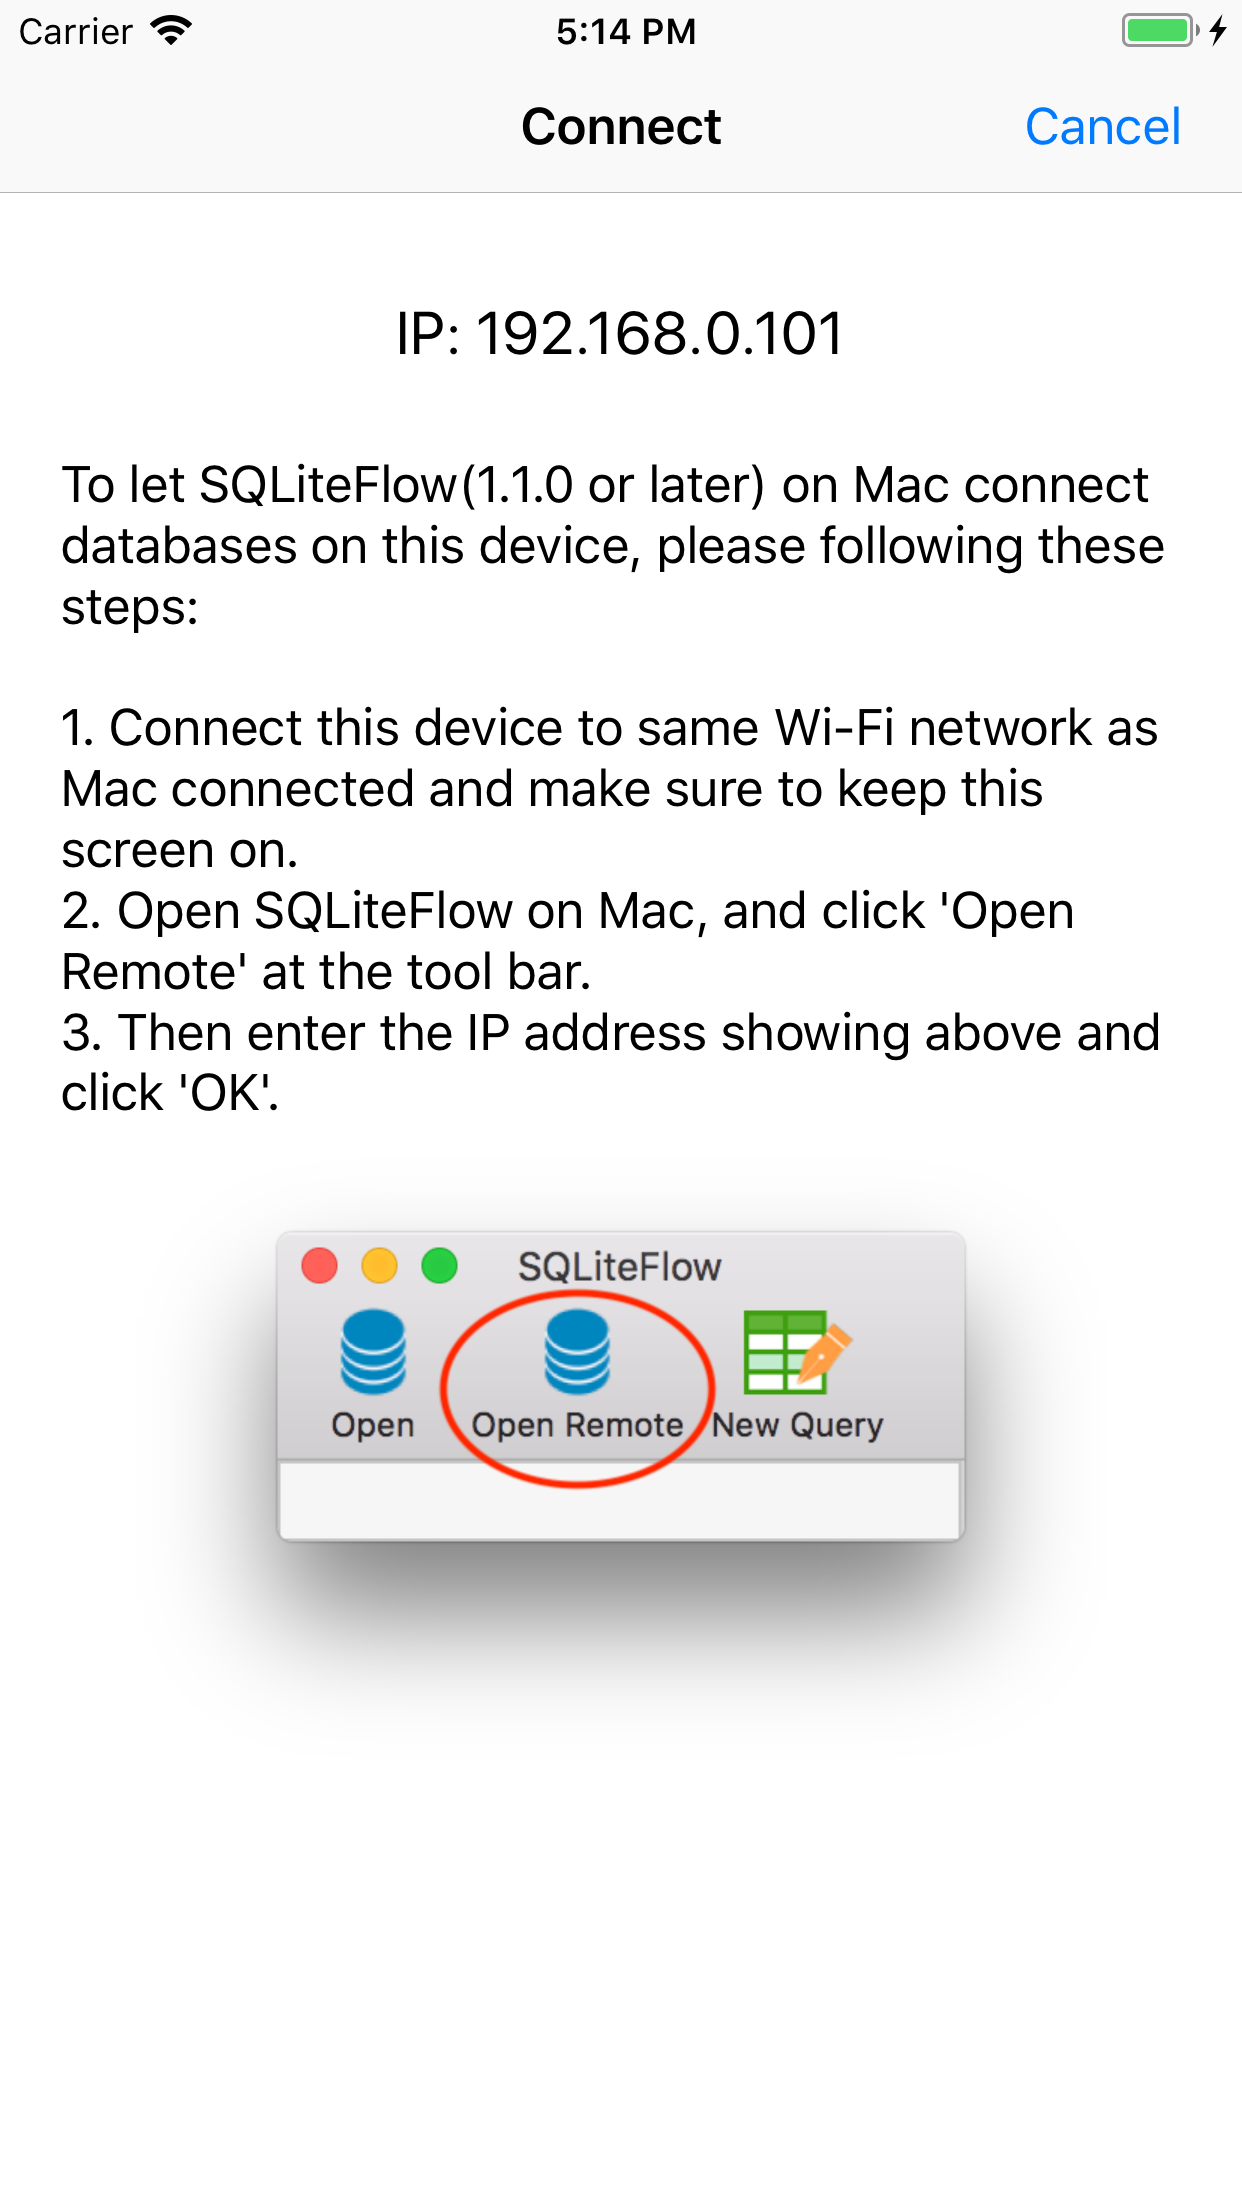 Carrier 5:14 PM
Connect Cancel
IP: 192.168.0.101
To let SQLiteFlow(1.1.0 or later) on Mac connect
databases on this device, please following these
steps:
1. Connect this device to same Wi-Fi network as
Mac connected and make sure to keep this
screen on.
2. Open SQLiteFlow on Mac, and click 'Open
Remote' at the tool bar.
3. Then enter the IP address showing above and
click 'OK'.
SQLiteFlow
Open Open Remote New Query